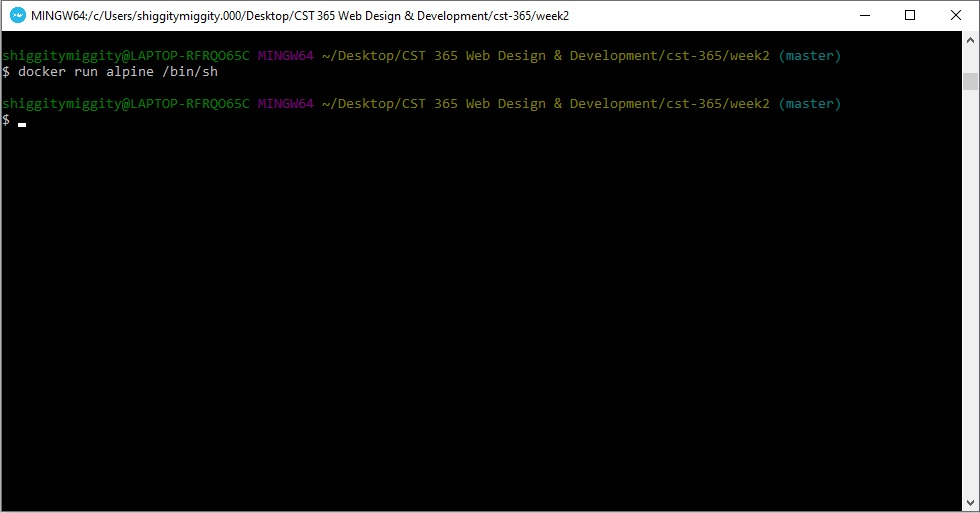 MINGW64:/c/Users/shiggitymiggity.000/Desktop/CST 365 Web Design & Development/cst-365/week2
shiggitymiggity@LAPTOP-RFRQO65C MINGW64 ~/Desktop/CST 365 Web Design & Development/cst-365/week2 (master)
$ docker run alpine /bin/sh
shiggitymiggity@LAPTOP-RFRQO65C MINGW64 ~/Desktop/CST 365 Web Design & Development/cst-365/week2 (master)
$